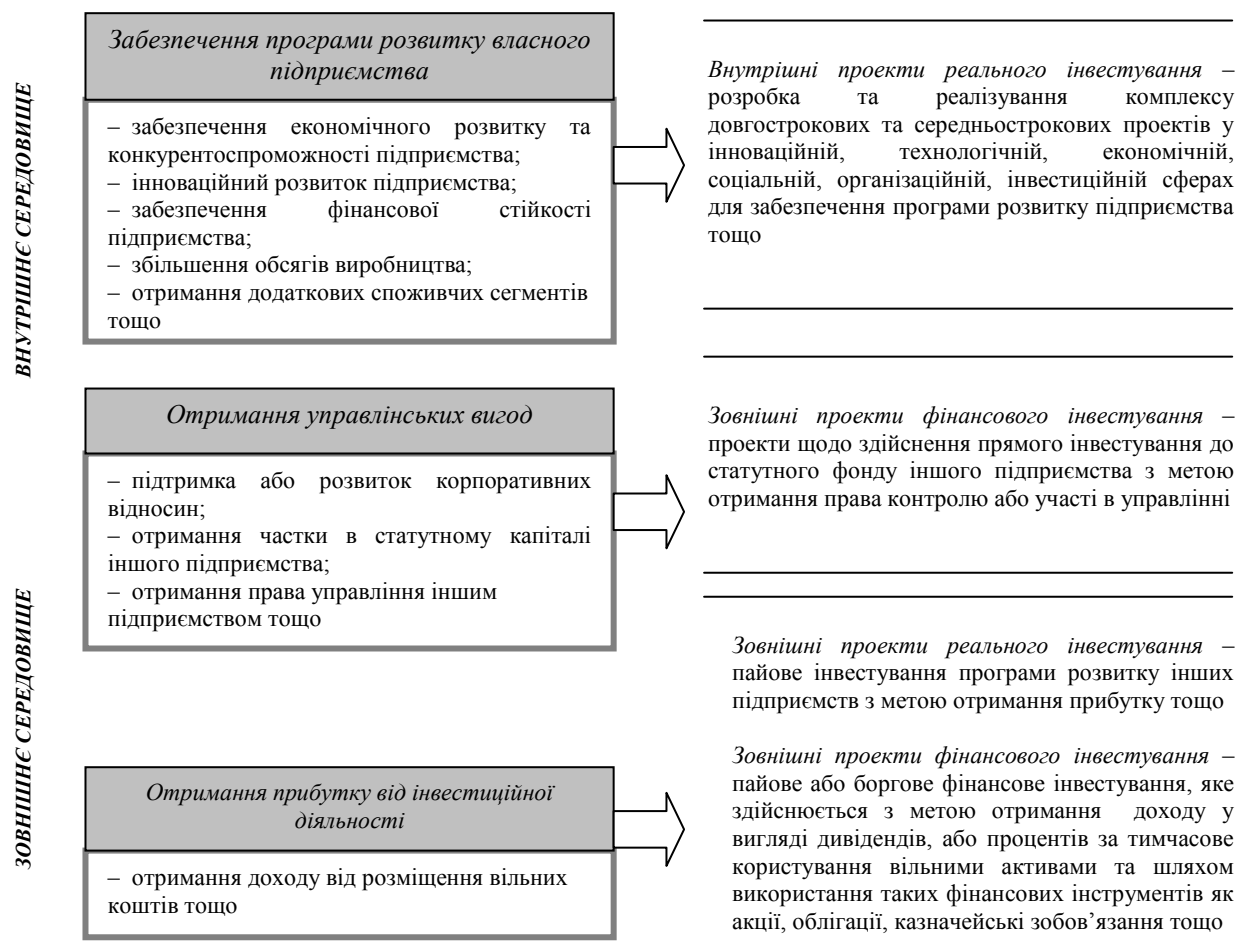 ВНУТРІШНЄ СЕРЕДОВИЩЕ
Забезпечення програми розвитку власного
підприємства
– забезпечення економічного розвитку та
конкурентоспроможності підприємства;
– інноваційний розвиток підприємства;
– забезпечення фінансової стійкості
підприємства;
– збільшення обсягів виробництва;
– отримання додаткових споживчих сегментів
тощо
Внутрішні проекти реального інвестування –
розробка та реалізування комплексу
довгострокових та середньострокових проектів у
інноваційній, технологічній, економічній,
соціальній, організаційній, інвестиційній сферах
для забезпечення програми розвитку підприємства
тощо
ЗОВНІШНЄ СЕРЕДОВИЩЕ
Отримання управлінських вигод
– підтримка або розвиток корпоративних
відносин;
– отримання частки в статутному капіталі
іншого підприємства;
– отримання права управління іншим
підприємством тощо
Зовнішні проекти фінансового інвестування –
проекти щодо здійснення прямого інвестування до
статутного фонду іншого підприємства з метою
отримання права контролю або участі в управлінні
Отримання прибутку від інвестиційної
діяльності
– отримання доходу від розміщення вільних
коштів тощо
Зовнішні проекти реального інвестування –
пайове інвестування програми розвитку інших
підприємств з метою отримання прибутку тощо
Зовнішні проекти фінансового інвестування –
пайове або боргове фінансове інвестування, яке
здійснюється з метою отримання доходу у
вигляді дивідендів, або процентів за тимчасове
користування вільними активами та шляхом
використання таких фінансових інструментів як
акції, облігації, казначейські зобов’язання тощо